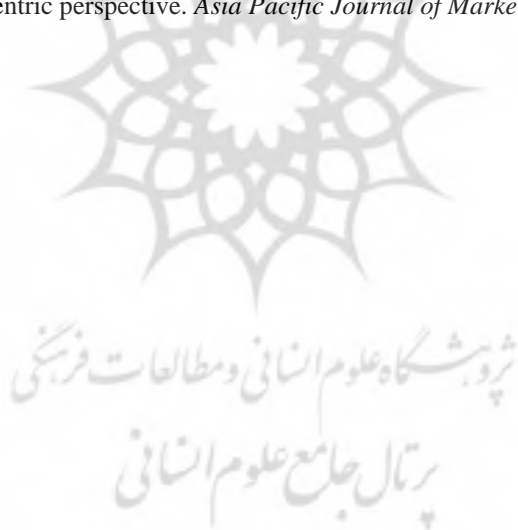 entric perspective. Asia Pacific Journal of Marke
پژوهشگاه علوم انسانی و مطالعات فرهنگی
پرتال جامع علوم انسانی